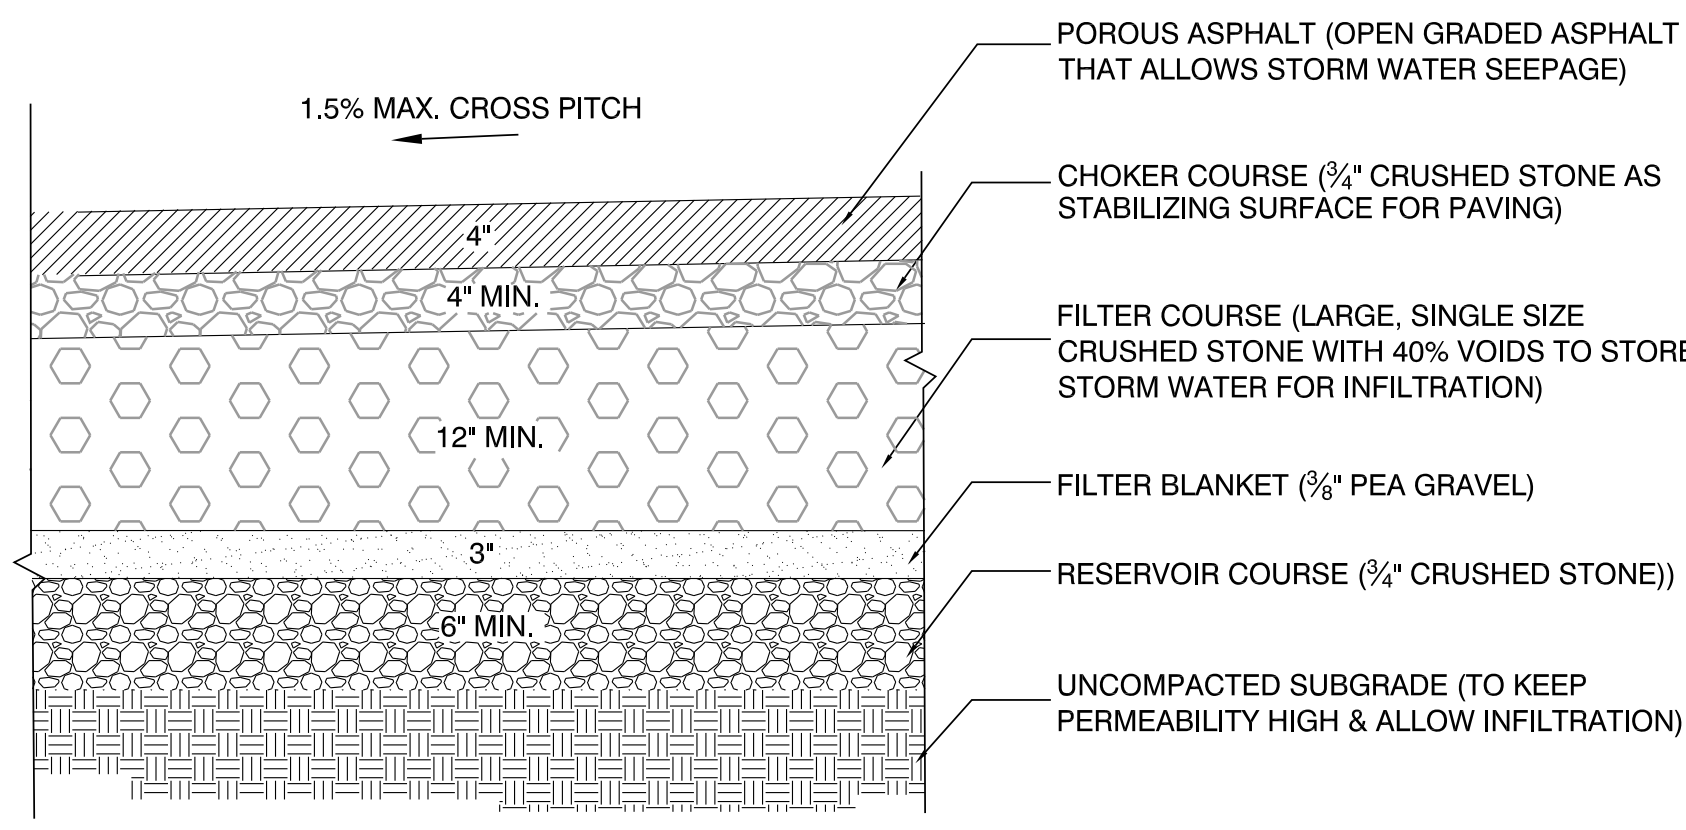 POROUS ASPHALT (OPEN GRADED ASPHALT
THAT ALLOWS STORM WATER SEEPAGE)
1.5% MAX. CROSS PITCH
CHOKER COURSE (¾" CRUSHED STONE AS
STABILIZING SURFACE FOR PAVING)
4"
4" MIN.
FILTER COURSE (LARGE, SINGLE SIZE
CRUSHED STONE WITH 40% VOIDS TO STORE
STORM WATER FOR INFILTRATION)
12" MIN.
FILTER BLANKET (⅜" PEA GRAVEL)
3"
RESERVOIR COURSE (¾" CRUSHED STONE))
6" MIN.
UNCOMPACTED SUBGRADE (TO KEEP
PERMEABILITY HIGH & ALLOW INFILTRATION)